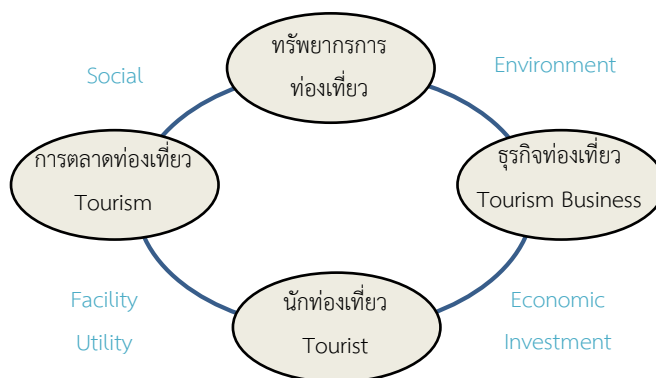 ทรัพยากรการ
ท่องเที่ยว
Social
Environment
การตลาดท่องเที่ยว
Tourism
ธุรกิจท่องเที่ยว
Tourism Business
Facility
Utility
นักท่องเที่ยว
Tourist
Economic
Investment